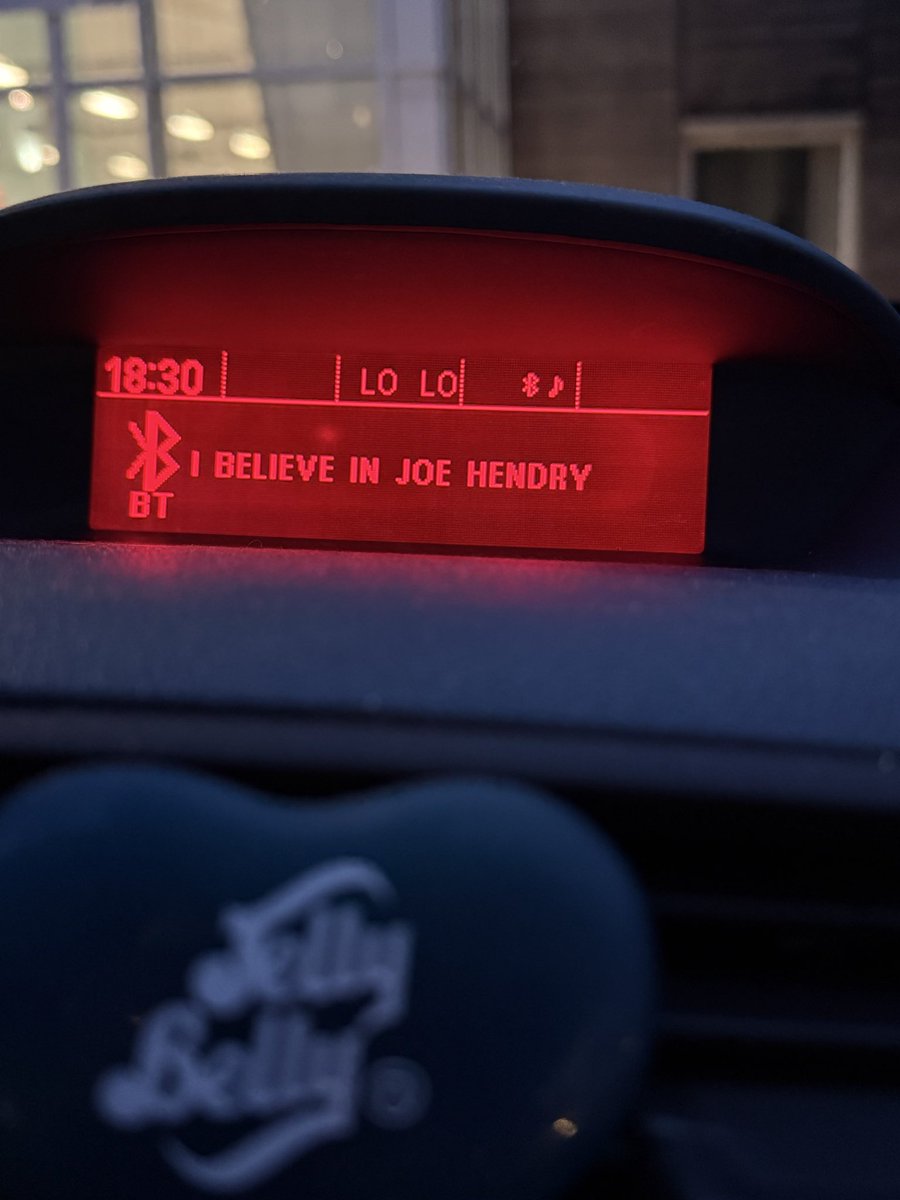 18:30 LO LO
I BELIEVE IN JOE HENDRY
BT
Jelly
Belly